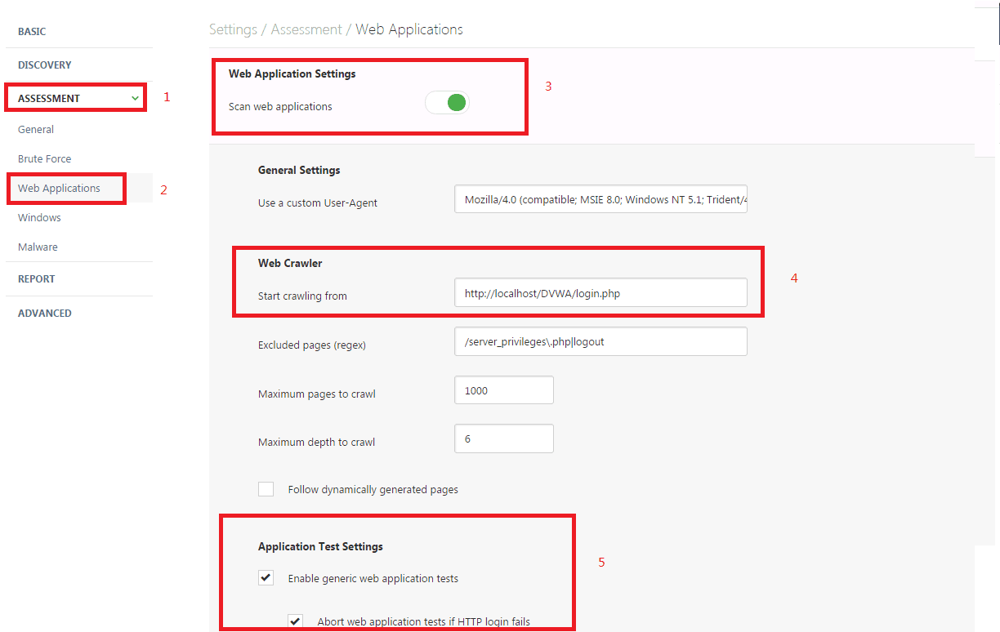 BASIC
DISCOVERY
ASSESSMENT
1
General
Brute Force
Web Applications
2
Windows
Malware
REPORT
ADVANCED
Settings / Assessment / Web Applications
Web Application Settings
3
Scan web applications
General Settings
Use a custom User-Agent
Mozilla/4.0 (compatible; MSIE 8.0; Windows NT 5.1; Trident/4
Web Crawler
4
Start crawling from
http://localhost/DVWA/login.php
Excluded pages (regex)
/server_privileges\.php|logout
Maximum pages to crawl
1000
Maximum depth to crawl
6
Follow dynamically generated pages
Application Test Settings
5
Enable generic web application tests
Abort web application tests if HTTP login fails